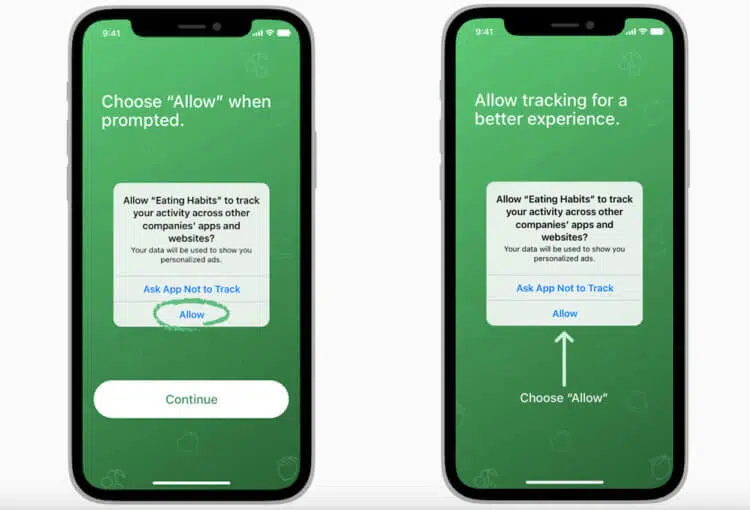 9:41
Choose “Allow” when
prompted.
Allow “Eating Habits” to track
your activity across other
companies’ apps and
websites?
Your data will be used to show you
personalized ads.
Ask App Not to Track
Allow
Continue
9:41
Allow tracking for a
better experience.
Allow “Eating Habits” to track
your activity across other
companies’ apps and
websites?
Your data will be used to show you
personalized ads.
Ask App Not to Track
Allow
Choose “Allow”